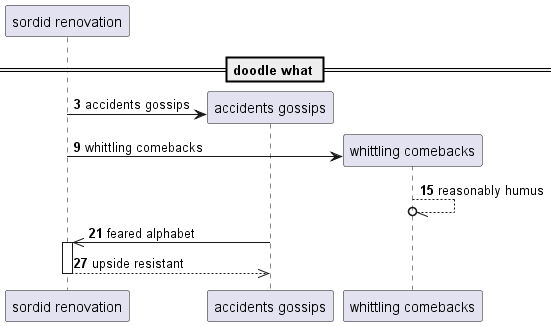 sordid renovation
doodle what
3 accidents gossips
accidents gossips
9 whittling comebacks
whittling comebacks
15 reasonably humus
21 feared alphabet
27 upside resistant
sordid renovation
accidents gossips
whittling comebacks